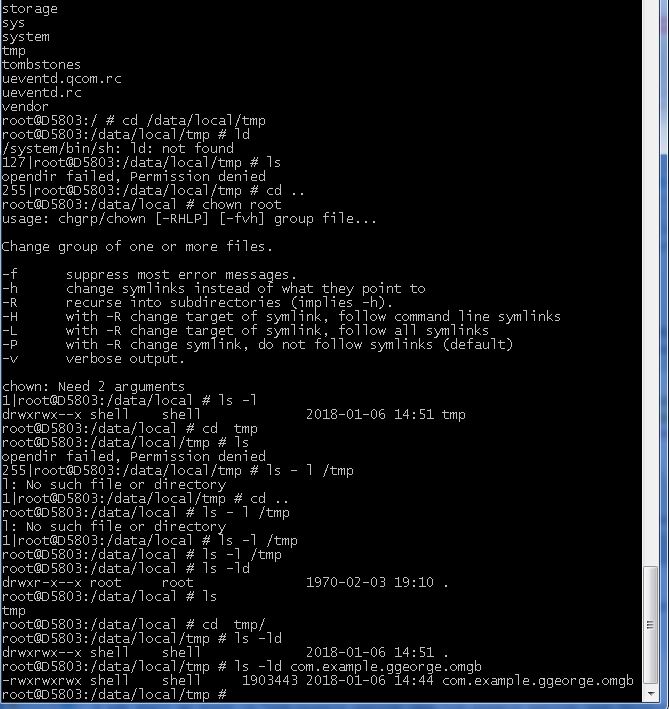 storage
sys
system
tmp
tombstones
ueventd.qcom.rc
ueventd.rc
vendor
root@D5803:/ # cd /data/local/tmp
root@D5803:/data/local/tmp # ld
/system/bin/sh: ld: not found
127|root@D5803:/data/local/tmp # ls
opendir failed, Permission denied
255|root@D5803:/data/local/tmp # cd ..
root@D5803:/data/local # chown root
usage: chgrp/chown [-RHLP] [-fvh] group file...

Change group of one or more files.

-f      suppress most error messages.
-h      change symlinks instead of what they point to
-R      recurse into subdirectories (implies -h).
-H      with -R change target of symlink, follow command line symlinks
-L      with -R change target of symlink, follow all symlinks
-P      with -R change symlink, do not follow symlinks (default)
-v      verbose output.

chown: Need 2 arguments
1|root@D5803:/data/local # ls -l
drwxrwx--x shell    shell             2018-01-06 14:51 tmp
root@D5803:/data/local # cd  tmp
root@D5803:/data/local/tmp # ls
opendir failed, Permission denied
255|root@D5803:/data/local/tmp # ls - l /tmp
l: No such file or directory
1|root@D5803:/data/local/tmp # cd ..
root@D5803:/data/local # ls - l /tmp
l: No such file or directory
1|root@D5803:/data/local # ls -l /tmp
root@D5803:/data/local # ls -l /tmp
root@D5803:/data/local # ls -ld
drwxr-x--x root     root              1970-02-03 19:10 .
root@D5803:/data/local # ls
tmp
root@D5803:/data/local # cd  tmp/
root@D5803:/data/local/tmp # ls -ld
drwxrwx--x shell    shell             2018-01-06 14:51 .
root@D5803:/data/local/tmp # ls -ld com.example.ggeorge.omgb
-rwxrwxrwx shell    shell     1903443 2018-01-06 14:44 com.example.ggeorge.omgb
root@D5803:/data/local/tmp #